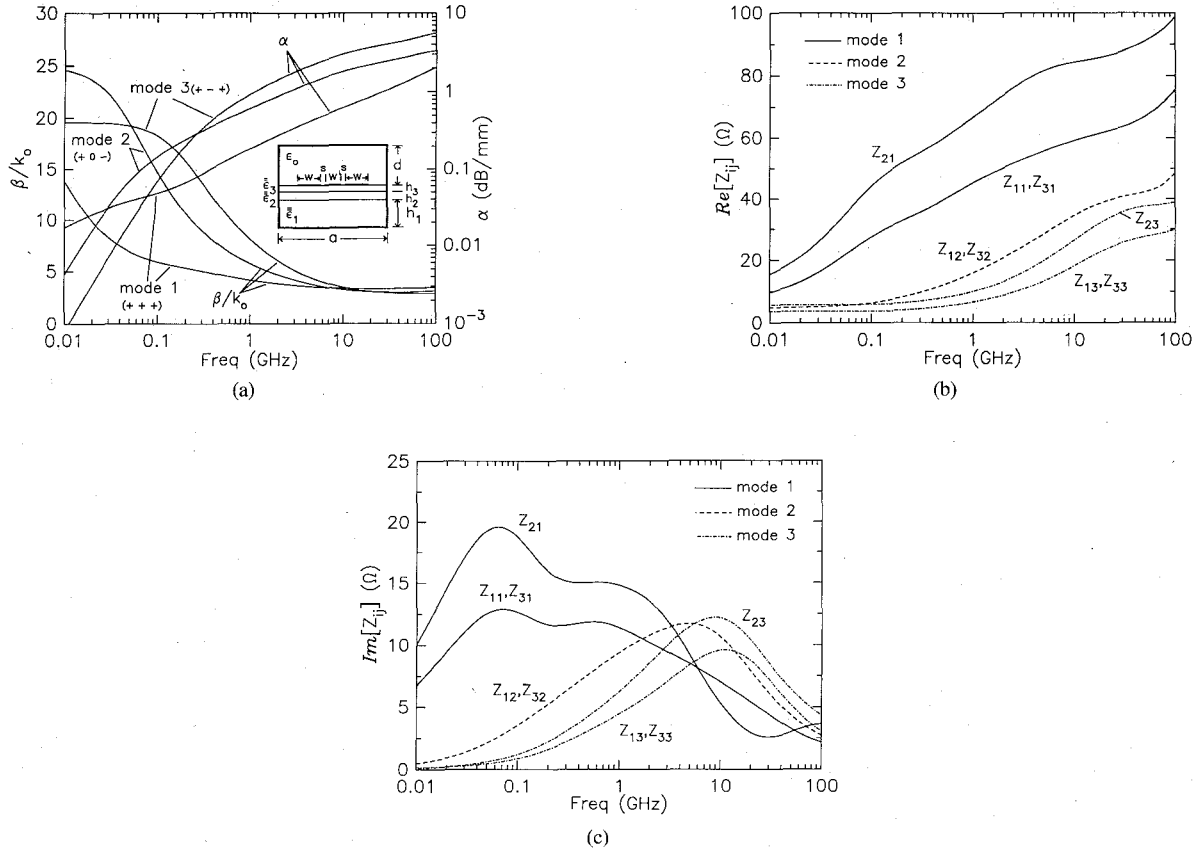 30
25
20
15
10
5
0
β/k₀
10
1
0.1
0.01
10⁻³
α (dB/mm)
α
mode 3 (+ - +)
mode 2
(+ 0 -)
mode 1
(+ + +)
β/k₀
ε₀
d
s s
w w w
ε̿₃
ε̿₂
ε̿₁
h₃
h₂
h₁
a
0.01 0.1 1 10 100
Freq (GHz)
(a)
100
80
60
40
20
0
Re[Zij] (Ω)
mode 1
mode 2
mode 3
Z₂₁
Z₁₁,Z₃₁
Z₂₃
Z₁₂,Z₃₂
Z₁₃,Z₃₃
0.01 0.1 1 10 100
Freq (GHz)
(b)
25
20
15
10
5
0
Im[Zij] (Ω)
mode 1
mode 2
mode 3
Z₂₁
Z₁₁,Z₃₁
Z₂₃
Z₁₂,Z₃₂
Z₁₃,Z₃₃
0.01 0.1 1 10 100
Freq (GHz)
(c)